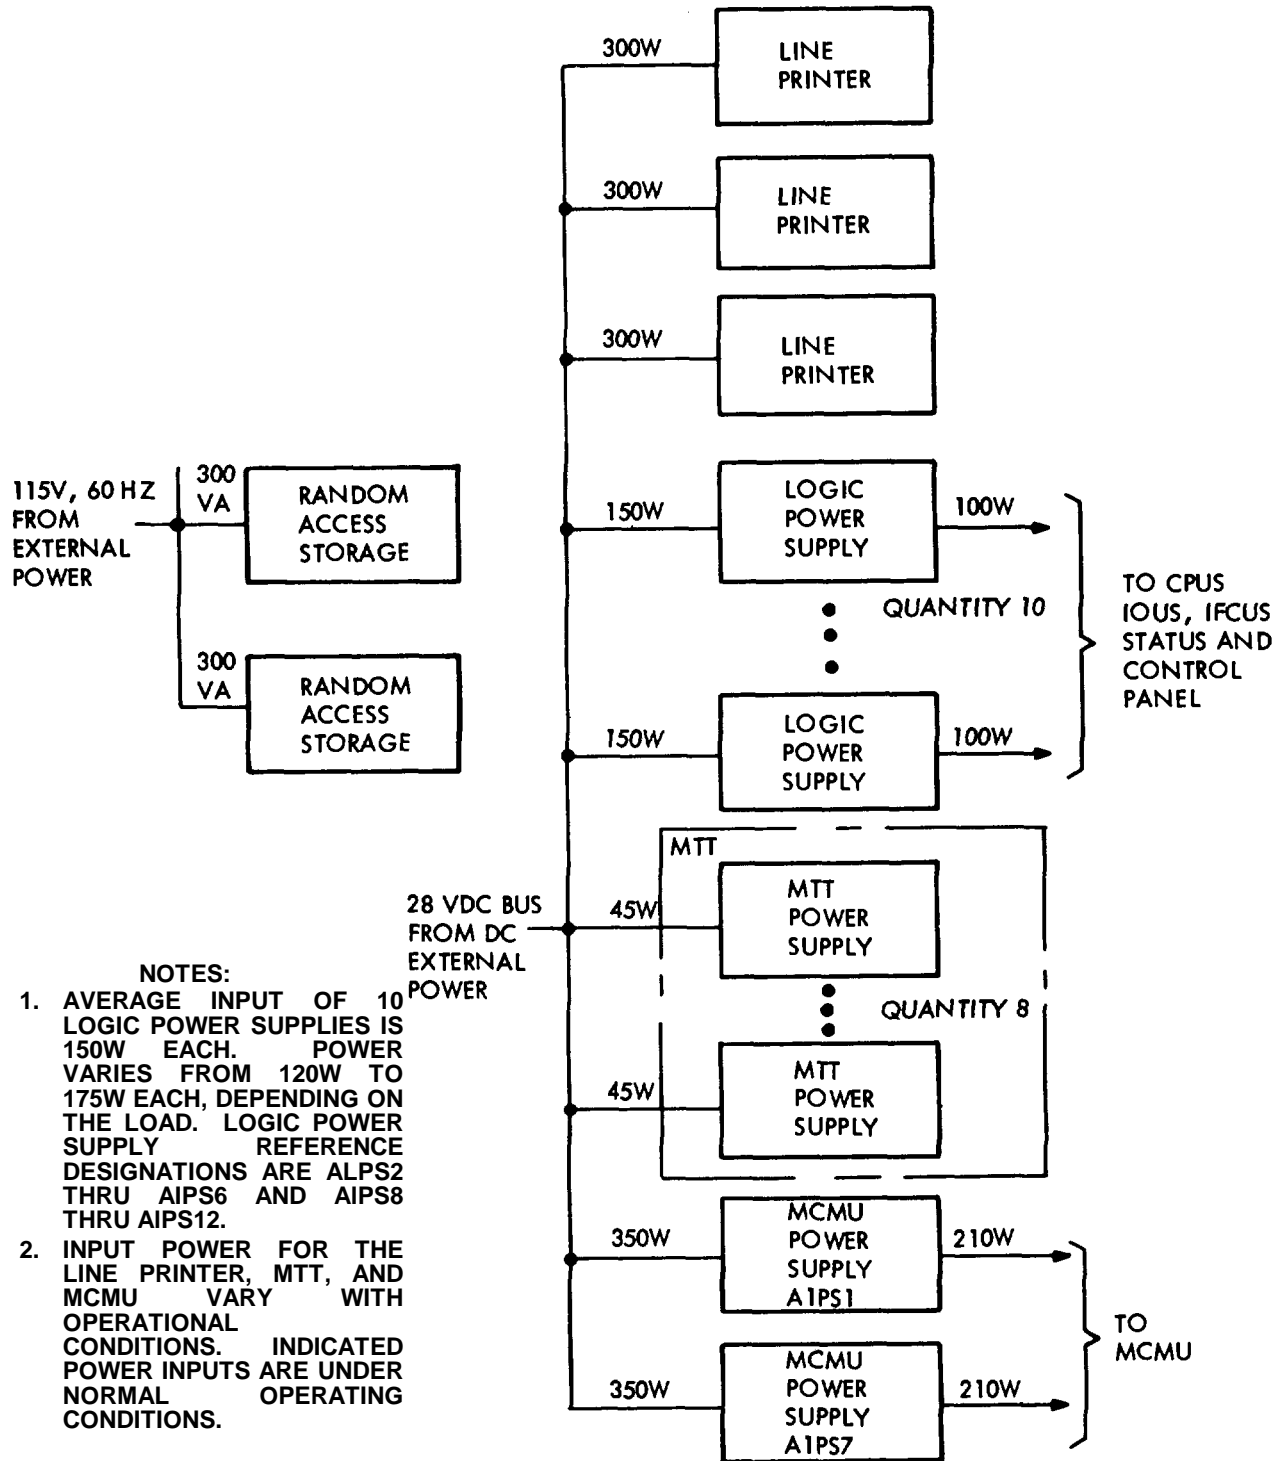 300W
LINE
PRINTER
300W
LINE
PRINTER
300W
LINE
PRINTER
115V, 60 HZ
FROM
EXTERNAL
POWER
300
VA
RANDOM
ACCESS
STORAGE
300
VA
RANDOM
ACCESS
STORAGE
150W
LOGIC
POWER
SUPPLY
100W
QUANTITY 10
150W
LOGIC
POWER
SUPPLY
100W
TO CPUS
IOUS, IFCUS
STATUS AND
CONTROL
PANEL
MTT
28 VDC BUS
FROM DC
EXTERNAL
POWER
45W
MTT
POWER
SUPPLY
QUANTITY 8
45W
MTT
POWER
SUPPLY
350W
MCMU
POWER
SUPPLY
A1PS1
210W
350W
MCMU
POWER
SUPPLY
A1PS7
210W
TO
MCMU
NOTES:
1. AVERAGE INPUT OF 10
LOGIC POWER SUPPLIES IS
150W EACH. POWER
VARIES FROM 120W TO
175W EACH, DEPENDING ON
THE LOAD. LOGIC POWER
SUPPLY REFERENCE
DESIGNATIONS ARE ALPS2
THRU AIPS6 AND AIPS8
THRU AIPS12.
2. INPUT POWER FOR THE
LINE PRINTER, MTT, AND
MCMU VARY WITH
OPERATIONAL
CONDITIONS. INDICATED
POWER INPUTS ARE UNDER
NORMAL OPERATING
CONDITIONS.